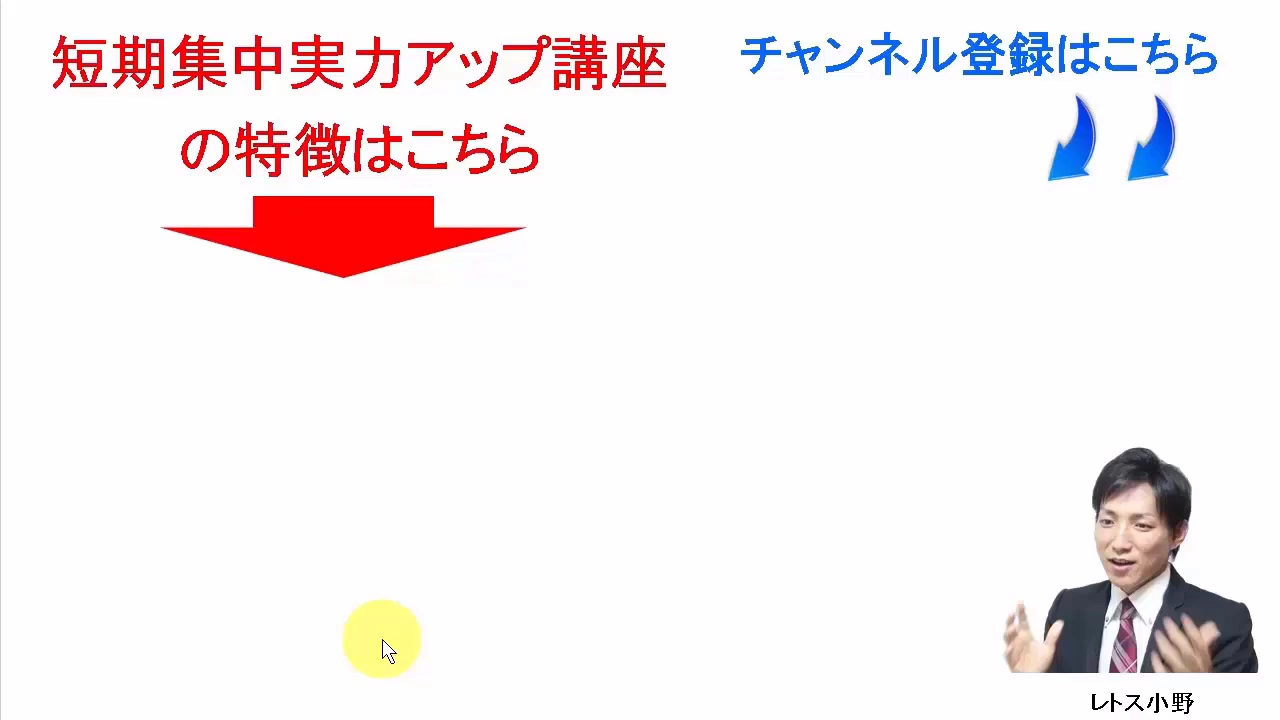 短期集中実力アップ講座
の特徴はこちら
チャンネル登録はこちら
レトス小野